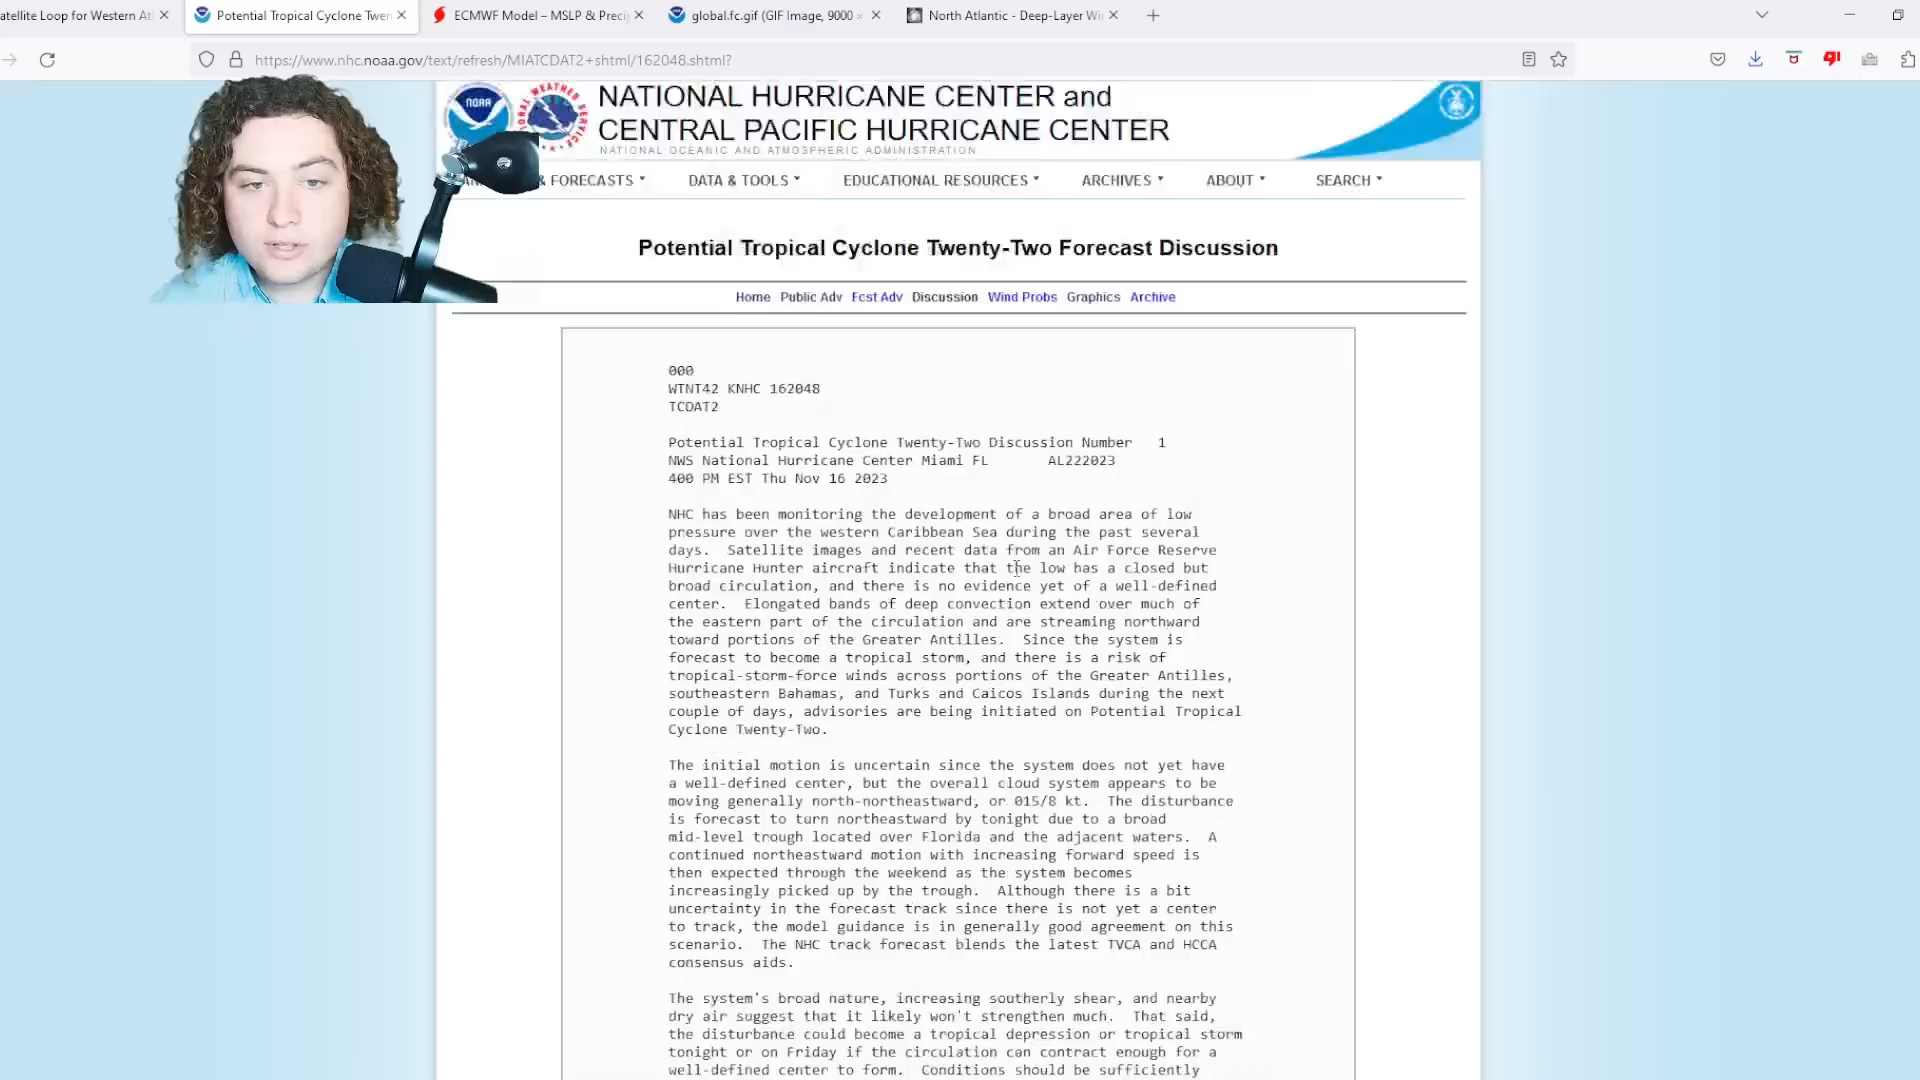 atellite Loop for Western Atl
Potential Tropical Cyclone Twen
ECMWF Model – MSLP & Preci
global.fc.gif (GIF Image, 9000 ×
North Atlantic - Deep-Layer Wi
https://www.nhc.noaa.gov/text/refresh/MIATCDAT2+shtml/162048.shtml?
NOAA
NATIONAL HURRICANE CENTER and
CENTRAL PACIFIC HURRICANE CENTER
NATIONAL OCEANIC AND ATMOSPHERIC ADMINISTRATION
& FORECASTS
DATA & TOOLS
EDUCATIONAL RESOURCES
ARCHIVES
ABOUT
SEARCH
Potential Tropical Cyclone Twenty-Two Forecast Discussion
Home Public Adv Fcst Adv Discussion Wind Probs Graphics Archive
000
WTNT42 KNHC 162048
TCDAT2
Potential Tropical Cyclone Twenty-Two Discussion Number 1
NWS National Hurricane Center Miami FL AL222023
400 PM EST Thu Nov 16 2023
NHC has been monitoring the development of a broad area of low
pressure over the western Caribbean Sea during the past several
days. Satellite images and recent data from an Air Force Reserve
Hurricane Hunter aircraft indicate that the low has a closed but
broad circulation, and there is no evidence yet of a well-defined
center. Elongated bands of deep convection extend over much of
the eastern part of the circulation and are streaming northward
toward portions of the Greater Antilles. Since the system is
forecast to become a tropical storm, and there is a risk of
tropical-storm-force winds across portions of the Greater Antilles,
southeastern Bahamas, and Turks and Caicos Islands during the next
couple of days, advisories are being initiated on Potential Tropical
Cyclone Twenty-Two.
The initial motion is uncertain since the system does not yet have
a well-defined center, but the overall cloud system appears to be
moving generally north-northeastward, or 015/8 kt. The disturbance
is forecast to turn northeastward by tonight due to a broad
mid-level trough located over Florida and the adjacent waters. A
continued northeastward motion with increasing forward speed is
then expected through the weekend as the system becomes
increasingly picked up by the trough. Although there is a bit
uncertainty in the forecast track since there is not yet a center
to track, the model guidance is in generally good agreement on this
scenario. The NHC track forecast blends the latest TVCA and HCCA
consensus aids.
The system's broad nature, increasing southerly shear, and nearby
dry air suggest that it likely won't strengthen much. That said,
the disturbance could become a tropical depression or tropical storm
tonight or on Friday if the circulation can contract enough for a
well-defined center to form. Conditions should be sufficiently